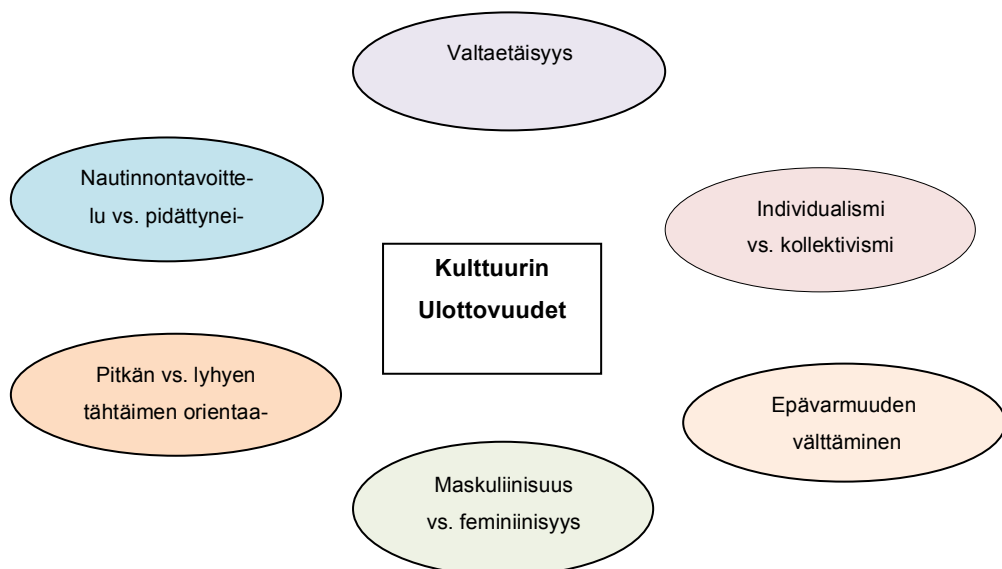 Valtaetäisyys
Nautinnontavoitte-
lu vs. pidättynei-
Individualismi
vs. kollektivismi
Kulttuurin
Ulottovuudet
Pitkän vs. lyhyen
tähtäimen orientaa-
Epävarmuuden
välttäminen
Maskuliinisuus
vs. feminiinisyys